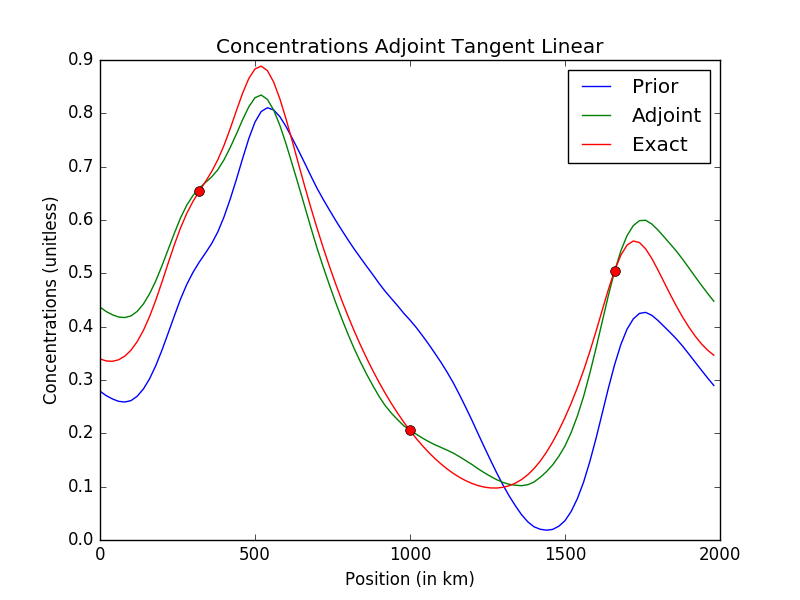 Concentrations Adjoint Tangent Linear
Prior
Adjoint
Exact
Concentrations (unitless)
0.9
0.8
0.7
0.6
0.5
0.4
0.3
0.2
0.1
0.0
0 500 1000 1500 2000
Position (in km)